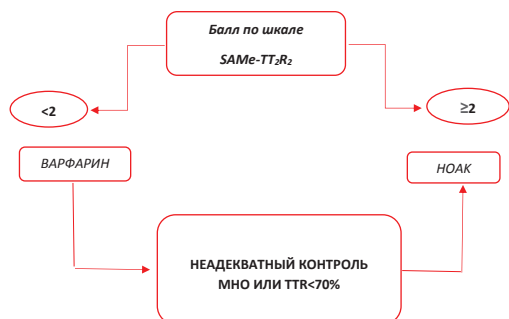 Балл по шкале
SAMe-TT₂R₂
<2
≥2
ВАРФАРИН
НОАК
НЕАДЕКВАТНЫЙ КОНТРОЛЬ
МНО ИЛИ TTR<70%